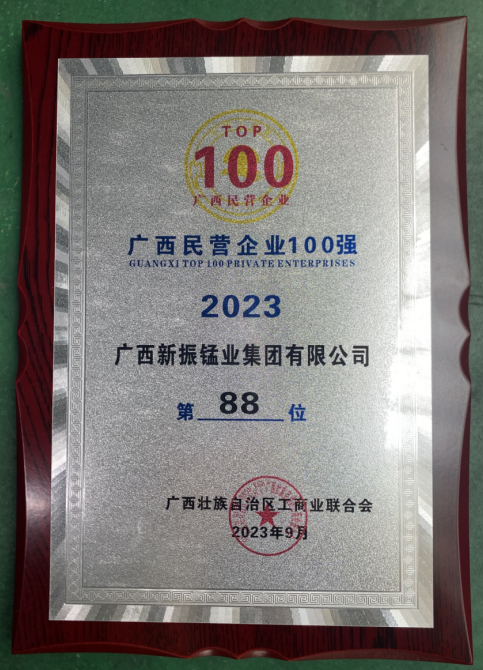 TOP
100
广西民营企业
广西民营企业100强
GUANGXI TOP 100 PRIVATE ENTERPRISES
2023
广西新振锰业集团有限公司
第 88 位
广西壮族自治区工商业联合会
2023年9月